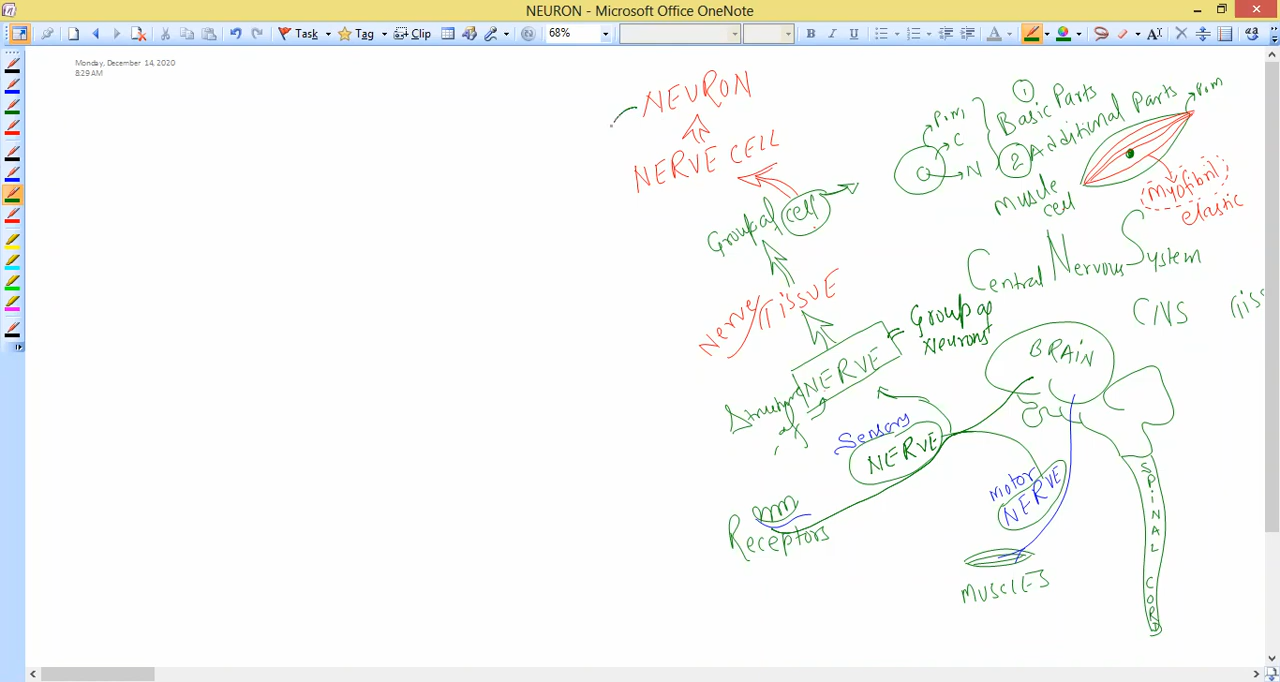 NEURON - Microsoft Office OneNote
Task
Tag
Clip
68%
B I U
Monday, December 14, 2020
8:29 AM
NEURON
NERVE CELL
Group of cell
Nerve/Tissue
Group of
Neurons
NERVE
Structure
of
Sensory
NERVE
Receptors
P.M.
C
N
1
Basic Parts
2 Additional Parts
P.M
Muscle
cell
Myofibril
elastic
Central Nervous System
CNS
BRAIN
Motor
NERVE
MUSCLES
SPINAL CORD